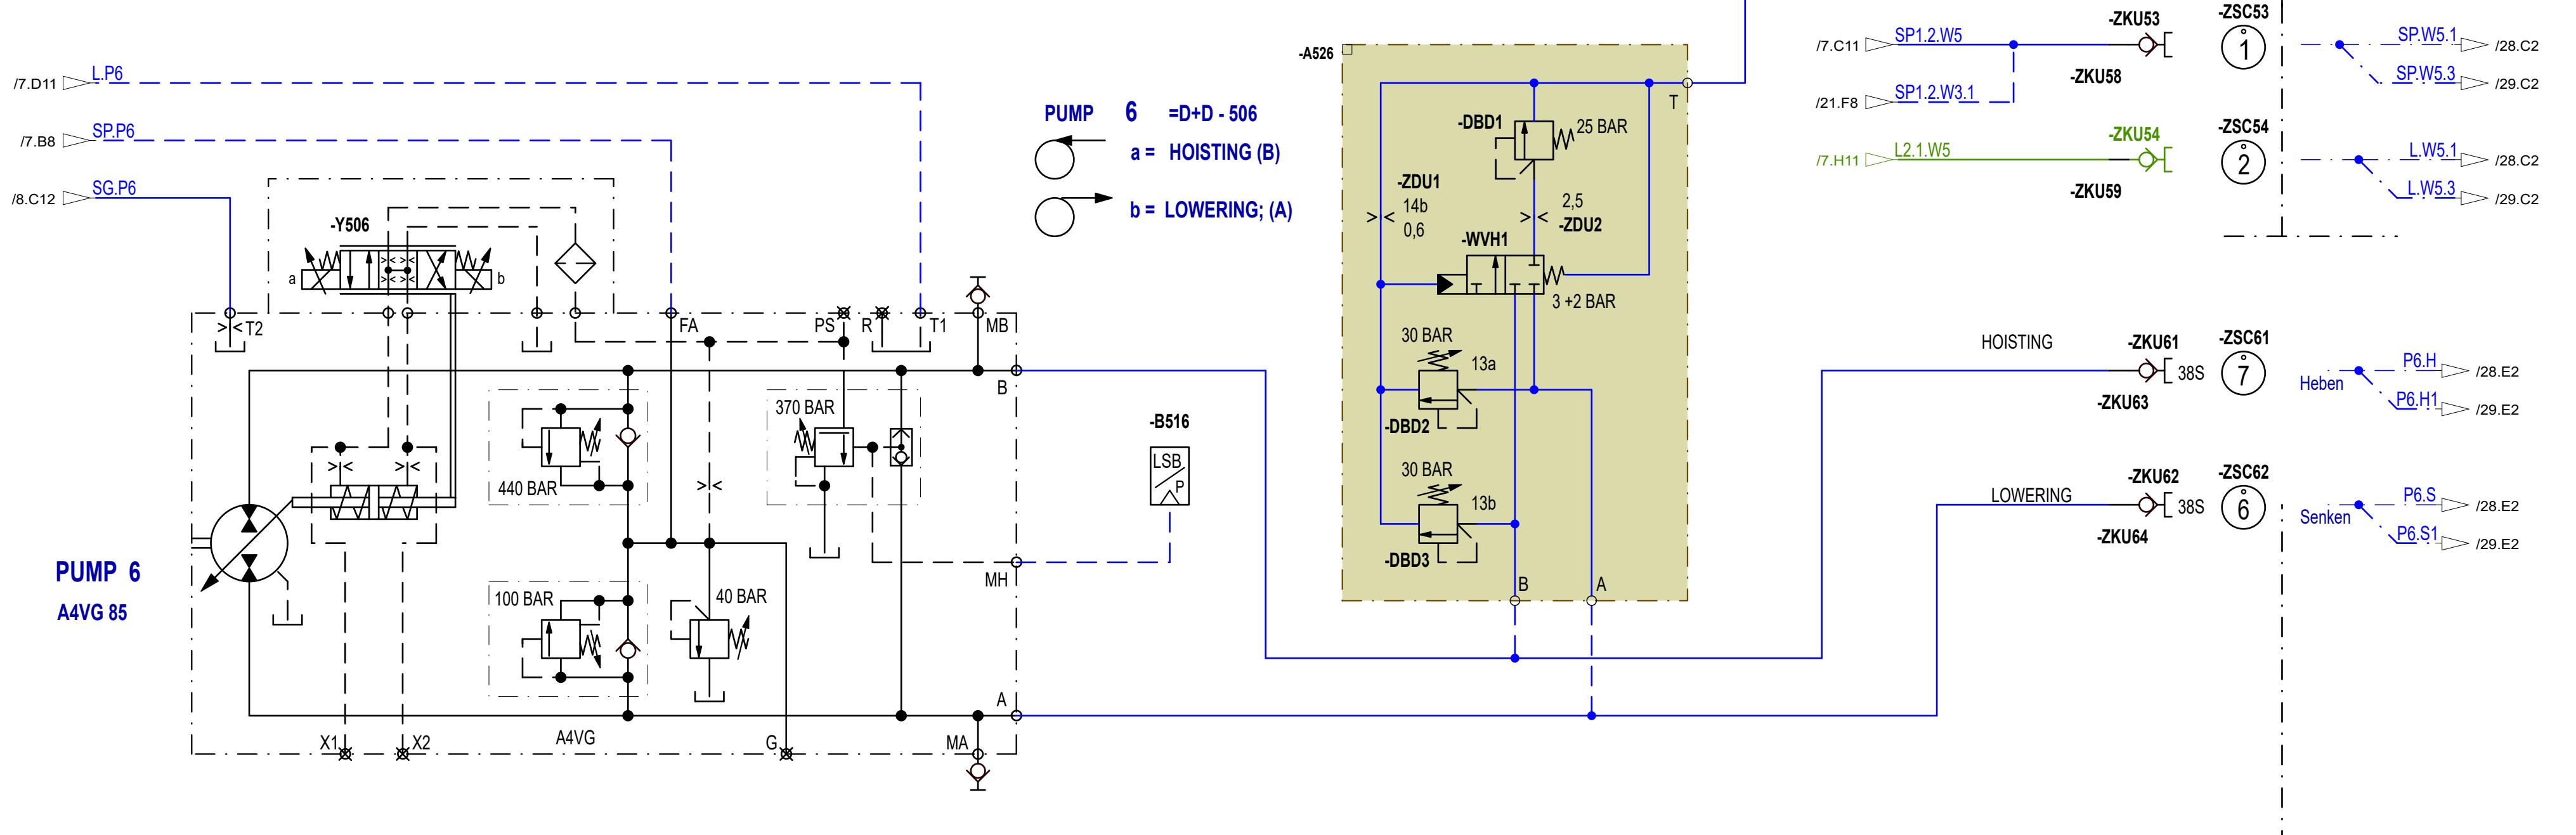 /7.D11 L.P6
/7.B8 SP.P6
/8.C12 SG.P6
-Y506
a b
T2
FA
PS
R
T1
MB
B
370 BAR
440 BAR
100 BAR
40 BAR
MH
A
PUMP 6
A4VG 85
X1
X2
A4VG
G
MA
PUMP 6 =D+D - 506
a = HOISTING (B)
b = LOWERING; (A)
-B516
LSB
P
-A526
T
-DBD1
25 BAR
-ZDU1
14b
0,6
2,5
-ZDU2
-WVH1
3 +2 BAR
30 BAR
13a
-DBD2
30 BAR
13b
-DBD3
B
A
/7.C11 SP1.2.W5
-ZKU53
-ZSC53
1
-ZKU58
/21.F8 SP1.2.W3.1
SP.W5.1 /28.C2
SP.W5.3 /29.C2
/7.H11 L2.1.W5
-ZKU54
-ZSC54
2
-ZKU59
L.W5.1 /28.C2
L.W5.3 /29.C2
HOISTING
-ZKU61
38S
-ZSC61
7
-ZKU63
Heben
P6.H /28.E2
P6.H1 /29.E2
LOWERING
-ZKU62
38S
-ZSC62
6
-ZKU64
Senken
P6.S /28.E2
P6.S1 /29.E2